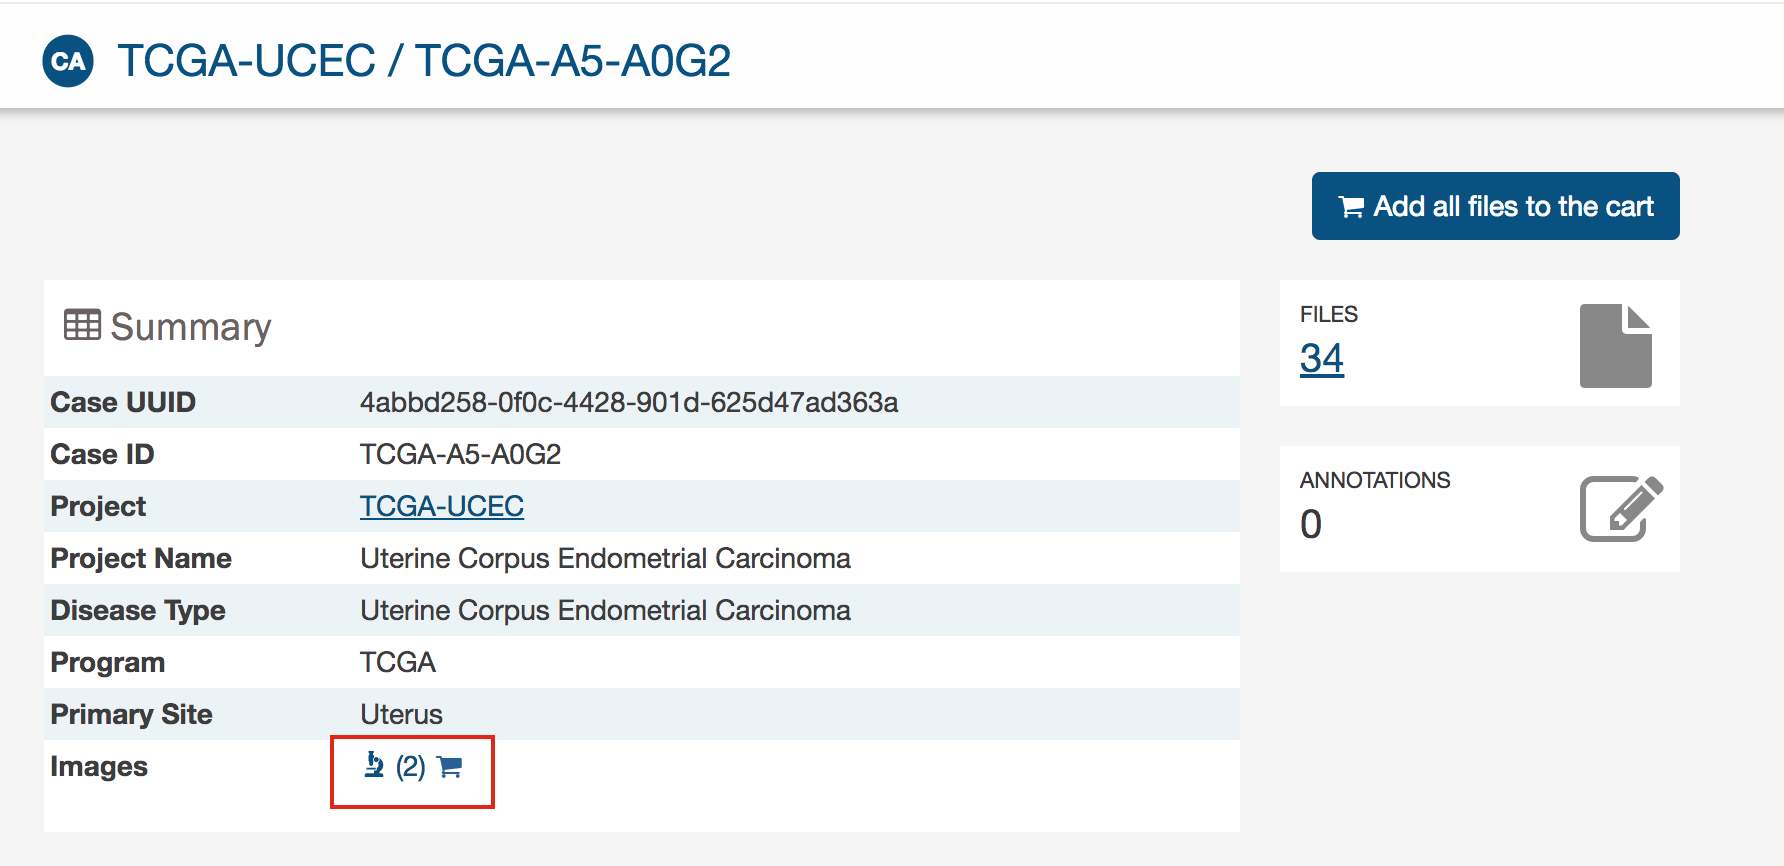 CA TCGA-UCEC / TCGA-A5-A0G2
Add all files to the cart
Summary
Case UUID 4abbd258-0f0c-4428-901d-625d47ad363a
Case ID TCGA-A5-A0G2
Project TCGA-UCEC
Project Name Uterine Corpus Endometrial Carcinoma
Disease Type Uterine Corpus Endometrial Carcinoma
Program TCGA
Primary Site Uterus
Images (2)
FILES
34
ANNOTATIONS
0